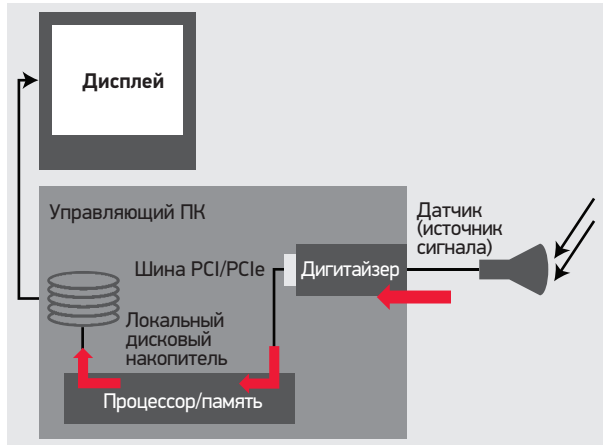 Дисплей
Управляющий ПК
Датчик
(источник
сигнала)
Шина PCI/PCIe
Дигитайзер
Локальный
дисковый
накопитель
Процессор/память